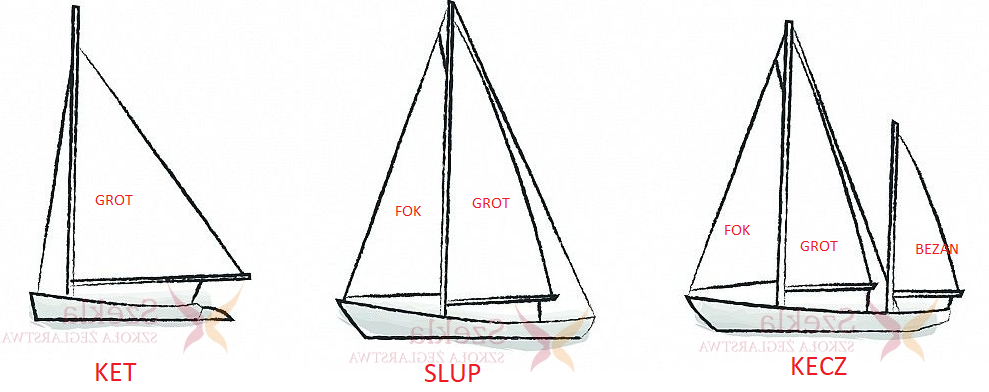 GROT
FOK
GROT
FOK
GROT
BEZAN
Szekla
SZKOŁA ŻEGLARSTWA
Szekla
SZKOŁA ŻEGLARSTWA
Szekla
SZKOŁA ŻEGLARSTWA
KET
SLUP
KECZ